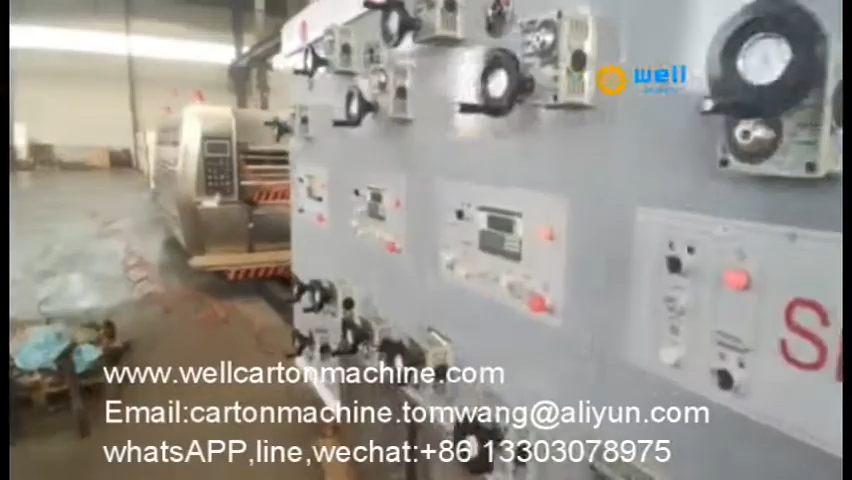 well
www.wellcartonmachine.com
Email:cartonmachine.tomwang@aliyun.com
whatsAPP,line,wechat:+86 13303078975